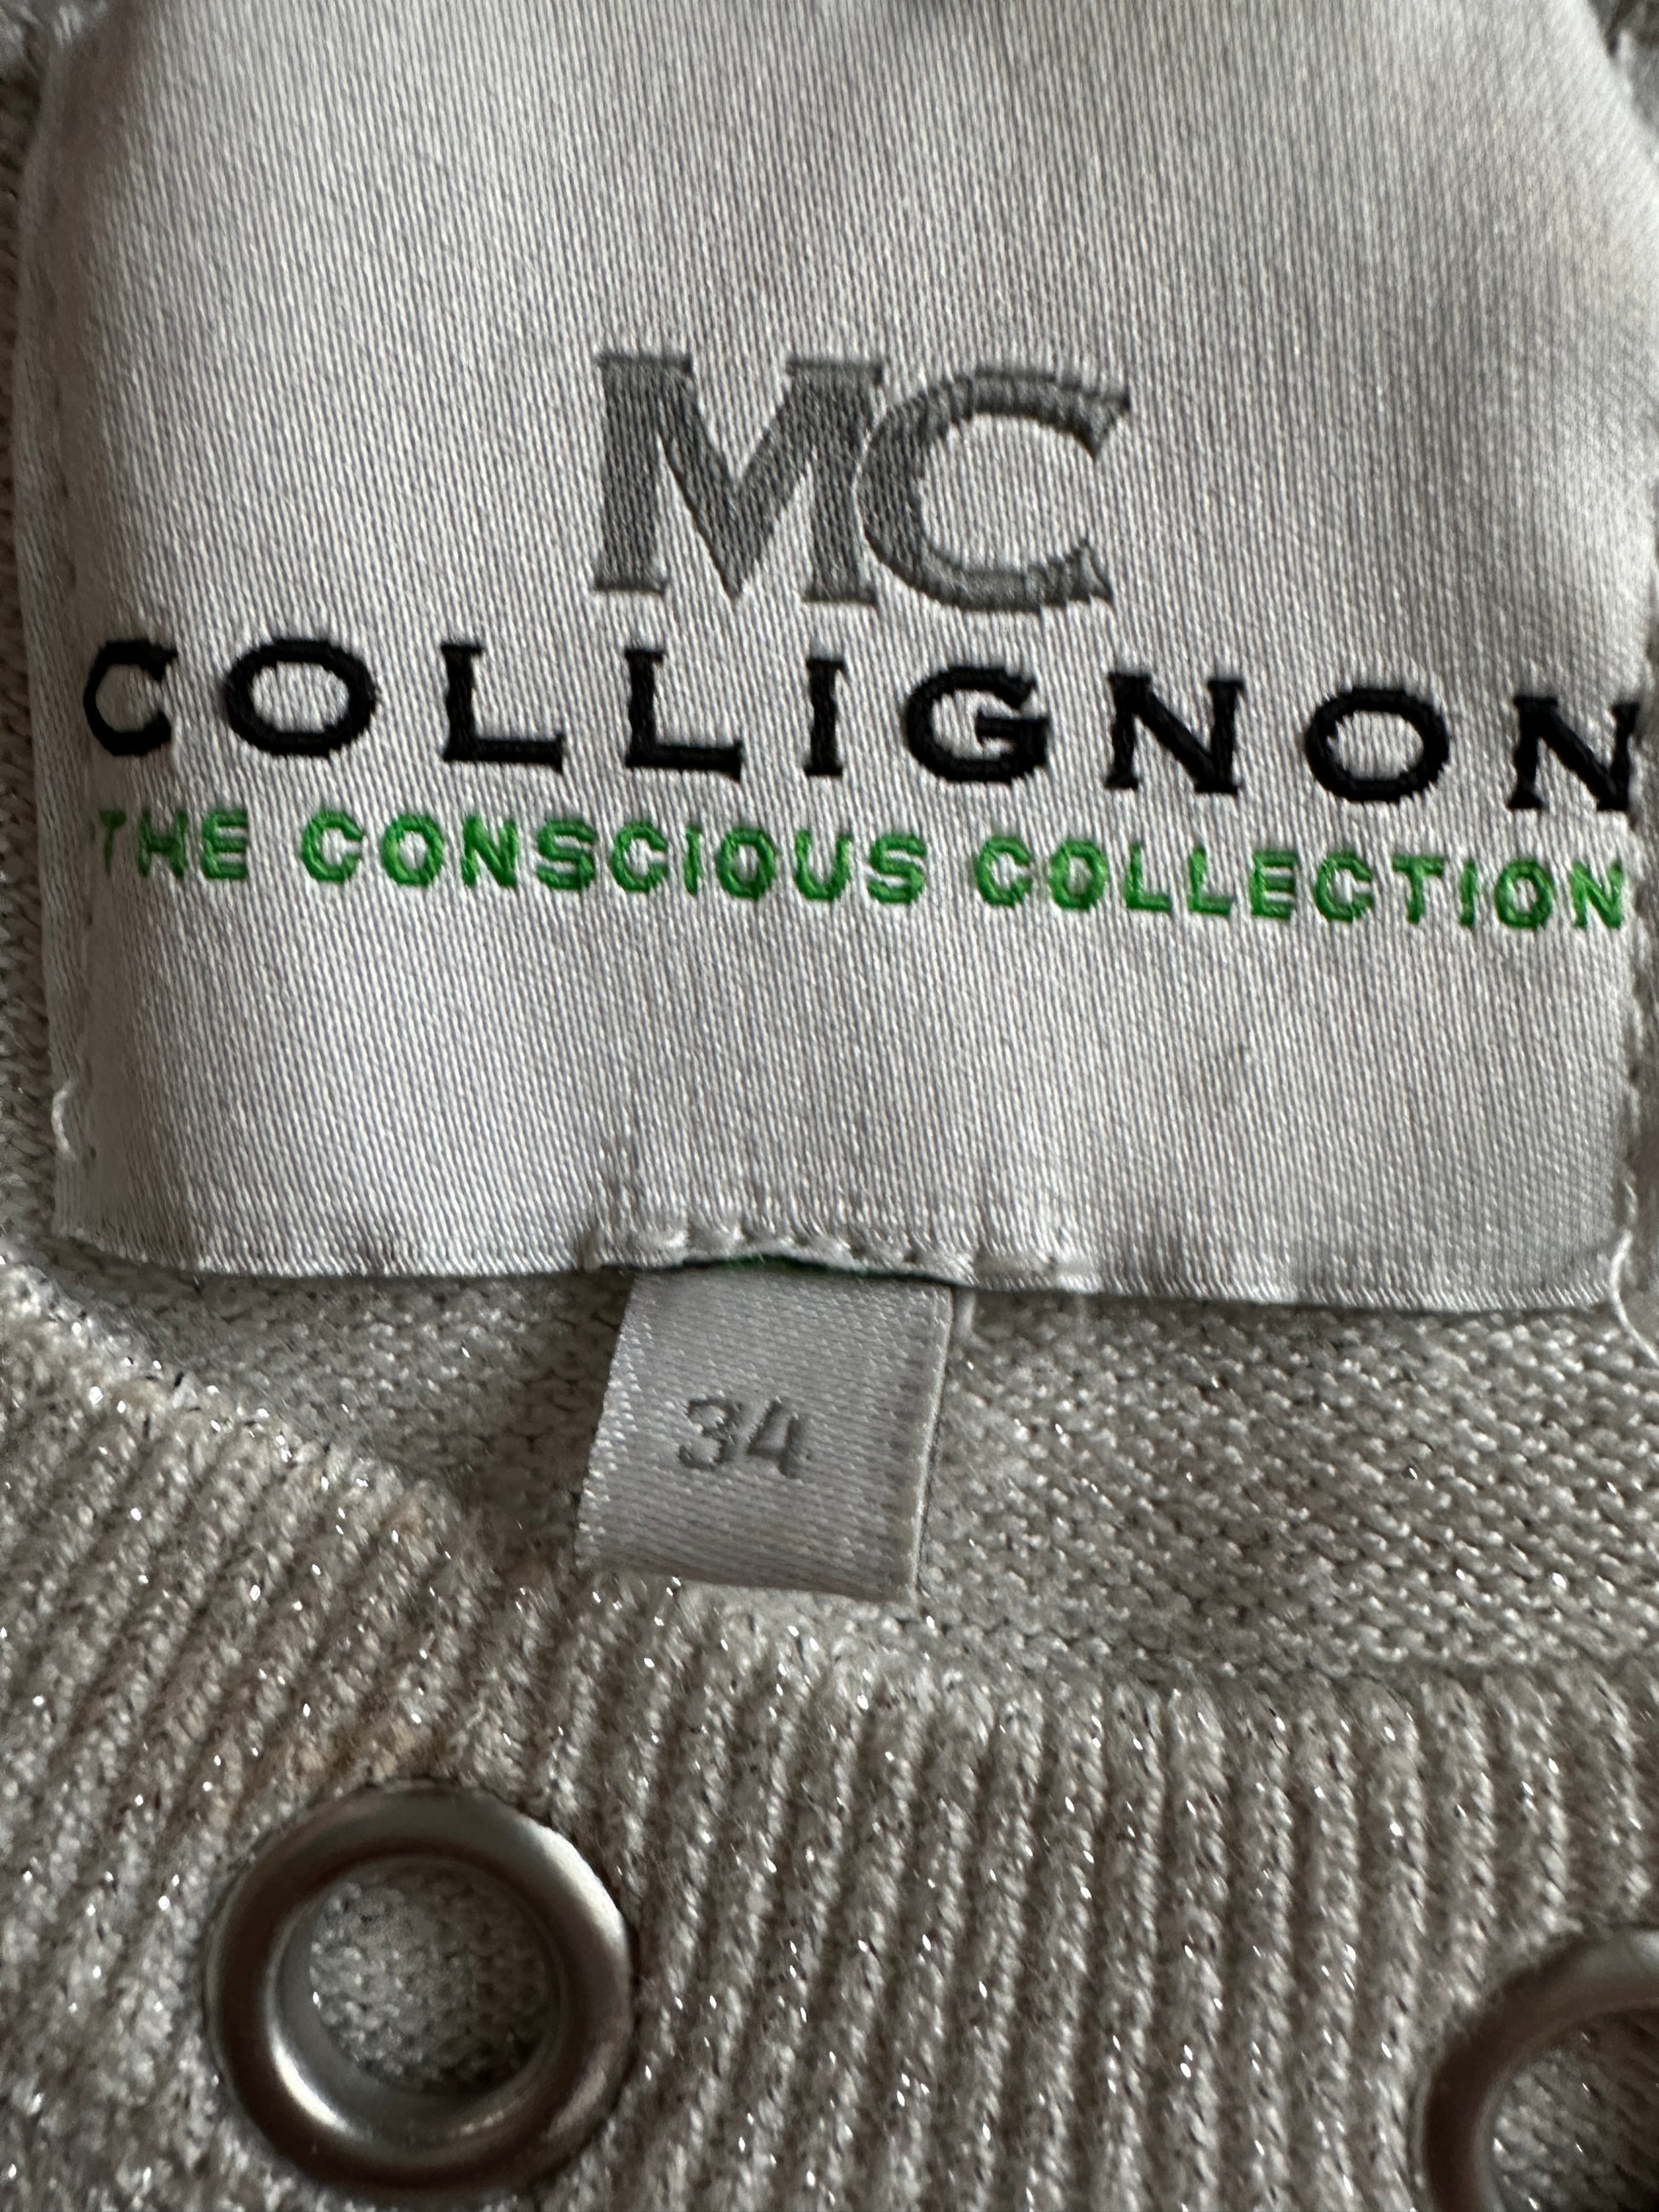 MC
COLLIGNON
THE CONSCIOUS COLLECTION
34